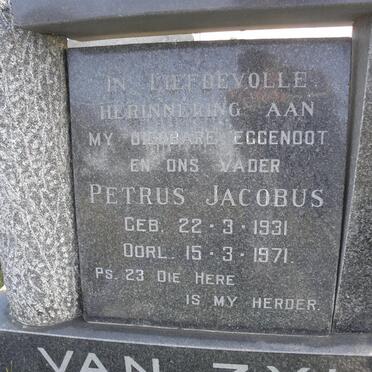 IN LIEFDEVOLLE
HERINNERING AAN
MY DIERBARE EGGENOOT
EN ONS VADER
PETRUS JACOBUS
GEB. 22-3-1931
OORL. 15-3-1971.
PS. 23 DIE HERE
IS MY HERDER.
VAN